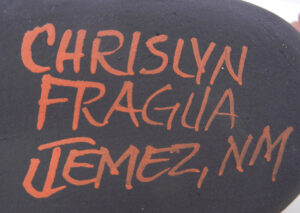 CHRISLYN
FRAGUA
JEMEZ, NM